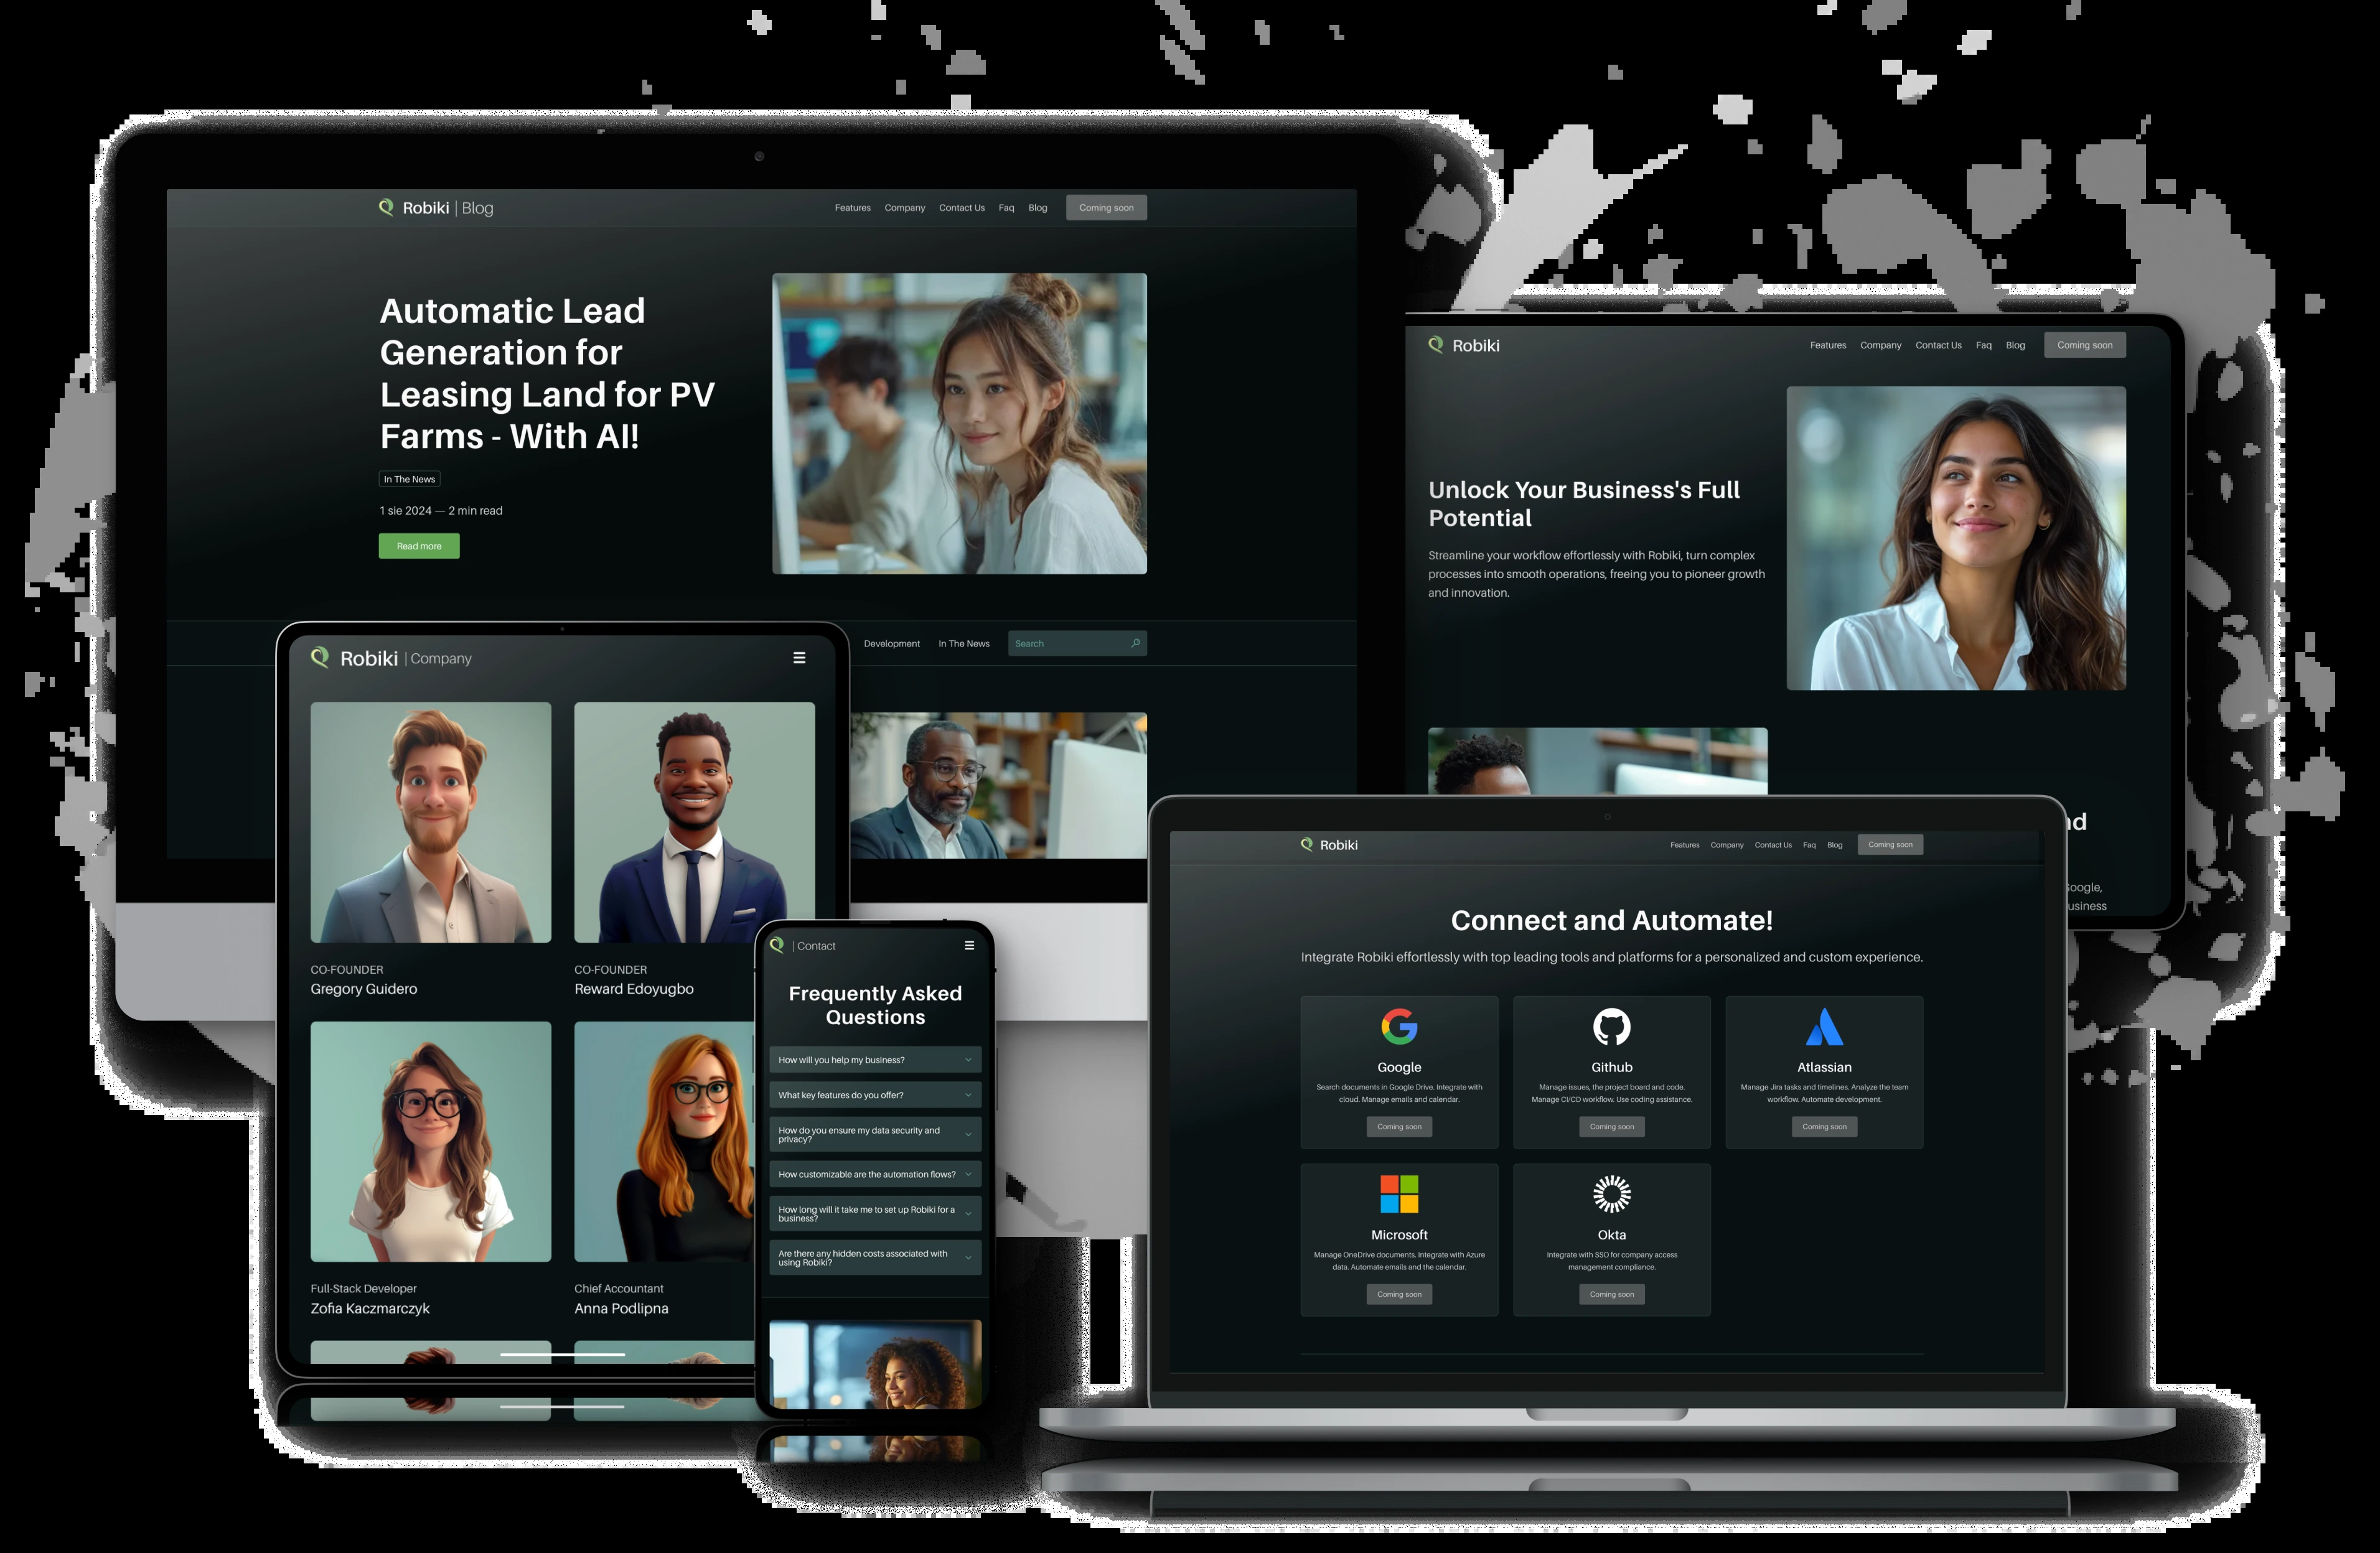 Robiki | Blog
Features Company Contact Us Faq Blog Coming soon
Automatic Lead
Generation for
Leasing Land for PV
Farms - With AI!
In The News
1 sie 2024 — 2 min read
Read more
Development In The News Search
Robiki
Features Company Contact Us Faq Blog Coming soon
Unlock Your Business's Full
Potential
Streamline your workflow effortlessly with Robiki, turn complex
processes into smooth operations, freeing you to pioneer growth
and innovation.
Robiki | Company
CO-FOUNDER
Gregory Guidero
CO-FOUNDER
Reward Edoyugbo
Full-Stack Developer
Zofia Kaczmarczyk
Chief Accountant
Anna Podlipna
| Contact
Frequently Asked
Questions
How will you help my business?
What key features do you offer?
How do you ensure my data security and
privacy?
How customizable are the automation flows?
How long will it take me to set up Robiki for a
business?
Are there any hidden costs associated with
using Robiki?
Robiki
Features Company Contact Us Faq Blog Coming soon
Connect and Automate!
Integrate Robiki effortlessly with top leading tools and platforms for a personalized and custom experience.
Google
Search documents in Google Drive. Integrate with
cloud. Manage emails and calendar.
Coming soon
Github
Manage issues, the project board and code.
Manage CI/CD workflow. Use coding assistance.
Coming soon
Atlassian
Manage Jira tasks and timelines. Analyze the team
workflow. Automate development.
Coming soon
Microsoft
Manage OneDrive documents. Integrate with Azure
data. Automate emails and the calendar.
Coming soon
Okta
Integrate with SSO for company access
management compliance.
Coming soon